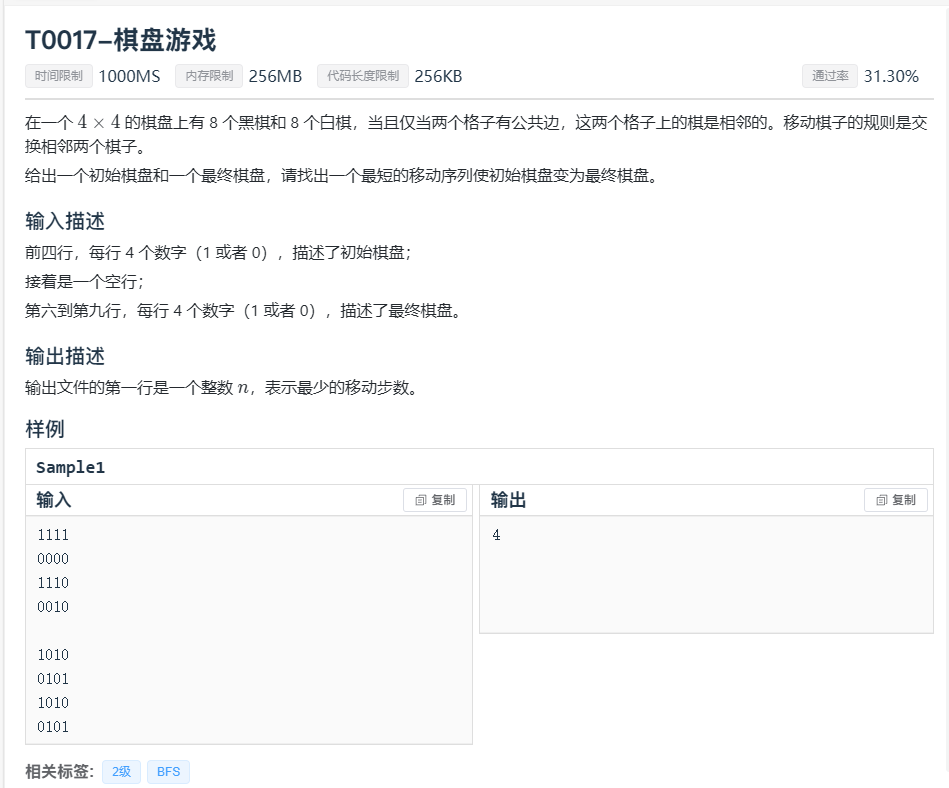 T0017–棋盘游戏
时间限制 1000MS 内存限制 256MB 代码长度限制 256KB 通过率 31.30%
在一个 4 × 4 的棋盘上有 8 个黑棋和 8 个白棋，当且仅当两个格子有公共边，这两个格子上的棋是相邻的。移动棋子的规则是交
换相邻两个棋子。
给出一个初始棋盘和一个最终棋盘，请找出一个最短的移动序列使初始棋盘变为最终棋盘。
输入描述
前四行，每行 4 个数字（1 或者 0），描述了初始棋盘；
接着是一个空行；
第六到第九行，每行 4 个数字（1 或者 0），描述了最终棋盘。
输出描述
输出文件的第一行是一个整数 n，表示最少的移动步数。
样例
Sample1
输入 复制
1111
0000
1110
0010
1010
0101
1010
0101
输出 复制
4
相关标签: 2级 BFS